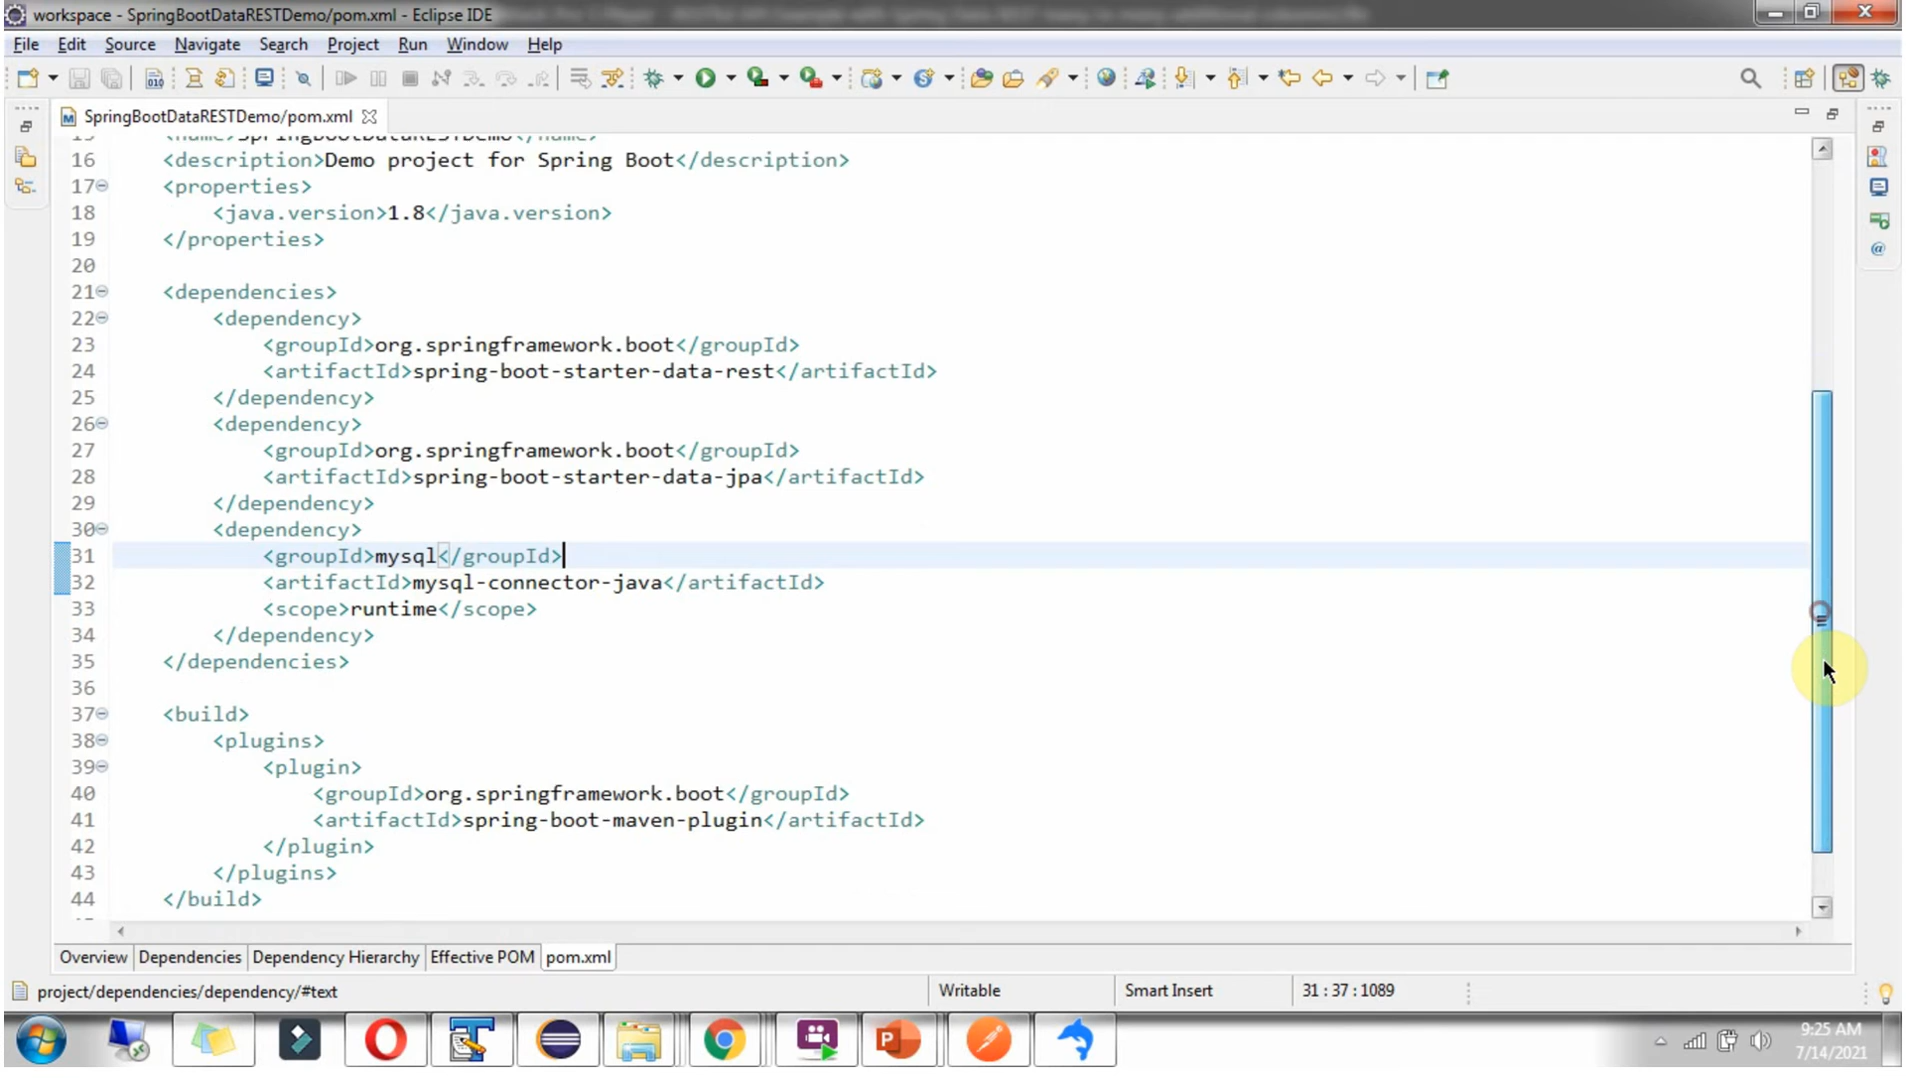 workspace - SpringBootDataRESTDemo/pom.xml - Eclipse IDE
File Edit Source Navigate Search Project Run Window Help
SpringBootDataRESTDemo/pom.xml
15 <name>SpringBootDataRESTDemo</name>
16 <description>Demo project for Spring Boot</description>
17 <properties>
18 <java.version>1.8</java.version>
19 </properties>
20
21 <dependencies>
22 <dependency>
23 <groupId>org.springframework.boot</groupId>
24 <artifactId>spring-boot-starter-data-rest</artifactId>
25 </dependency>
26 <dependency>
27 <groupId>org.springframework.boot</groupId>
28 <artifactId>spring-boot-starter-data-jpa</artifactId>
29 </dependency>
30 <dependency>
31 <groupId>mysql</groupId>
32 <artifactId>mysql-connector-java</artifactId>
33 <scope>runtime</scope>
34 </dependency>
35 </dependencies>
36
37 <build>
38 <plugins>
39 <plugin>
40 <groupId>org.springframework.boot</groupId>
41 <artifactId>spring-boot-maven-plugin</artifactId>
42 </plugin>
43 </plugins>
44 </build>
Overview Dependencies Dependency Hierarchy Effective POM pom.xml
project/dependencies/dependency/#text Writable Smart Insert 31 : 37 : 1089
9:25 AM
7/14/2021